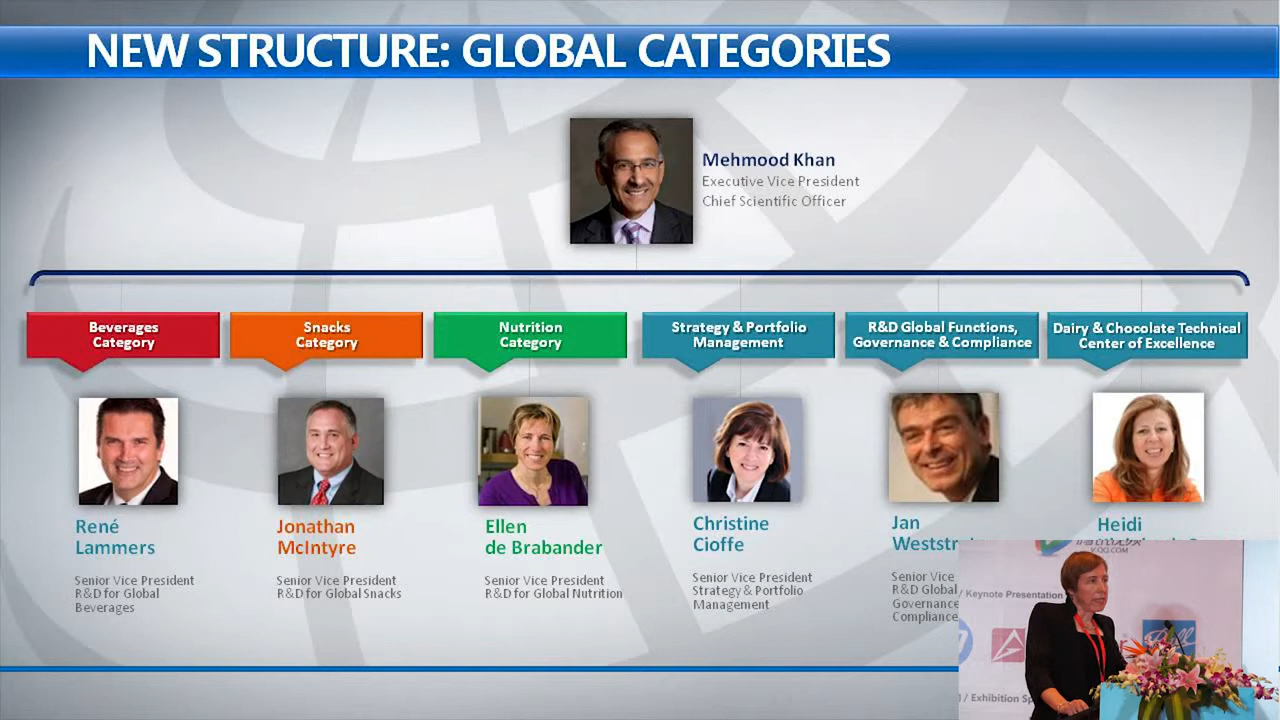 NEW STRUCTURE: GLOBAL CATEGORIES
Mehmood Khan
Executive Vice President
Chief Scientific Officer
Beverages
Category
Snacks
Category
Nutrition
Category
Strategy & Portfolio
Management
R&D Global Functions,
Governance & Compliance
Dairy & Chocolate Technical
Center of Excellence
René
Lammers
Senior Vice President
R&D for Global
Beverages
Jonathan
McIntyre
Senior Vice President
R&D for Global Snacks
Ellen
de Brabander
Senior Vice President
R&D for Global Nutrition
Christine
Cioffe
Senior Vice President
Strategy & Portfolio
Management
Jan
Senior Vice
R&D Global
Governance
Compliance
Heidi
/ Keynote Presentation
Ball
/ Exhibition